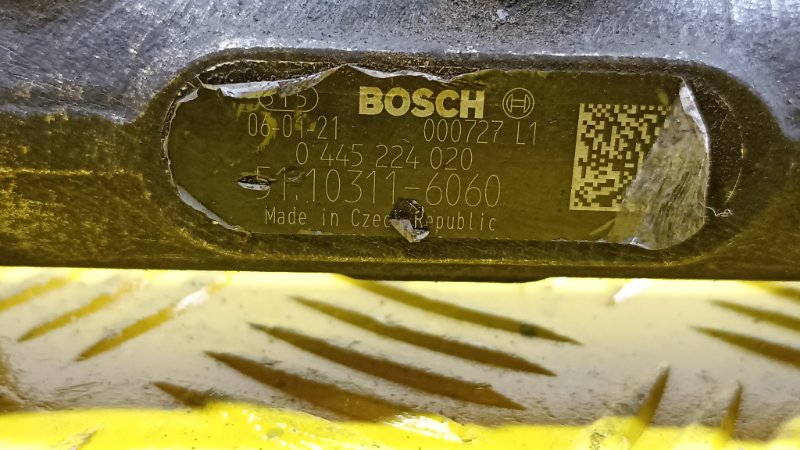 BOSCH
06-01-21 000727 L1
0 445 224 020
51.10311-6060
Made in Czech Republic